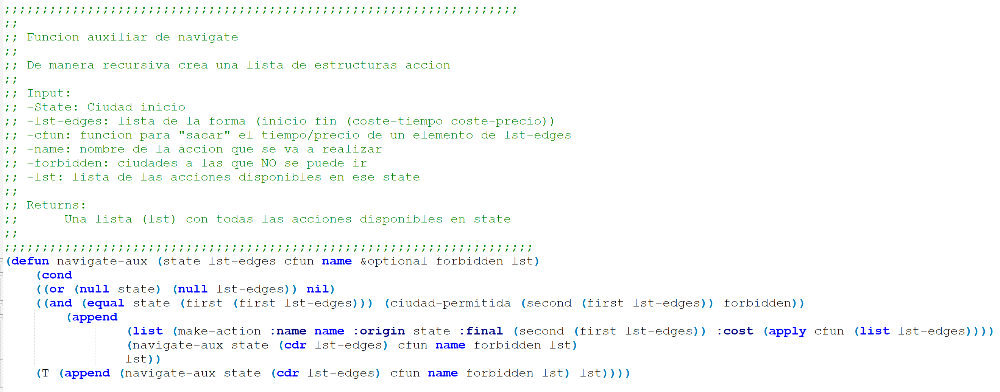 ;;;;;;;;;;;;;;;;;;;;;;;;;;;;;;;;;;;;;;;;;;;;;;;;;;;;;;;;;;;;;;;;;;;;
;;
;; Funcion auxiliar de navigate
;;
;; De manera recursiva crea una lista de estructuras accion
;;
;; Input:
;; -State: Ciudad inicio
;; -lst-edges: lista de la forma (inicio fin (coste-tiempo coste-precio))
;; -cfun: funcion para "sacar" el tiempo/precio de un elemento de lst-edges
;; -name: nombre de la accion que se va a realizar
;; -forbidden: ciudades a las que NO se puede ir
;; -lst: lista de las acciones disponibles en ese state
;;
;; Returns:
;;      Una lista (lst) con todas las acciones disponibles en state
;;
;;;;;;;;;;;;;;;;;;;;;;;;;;;;;;;;;;;;;;;;;;;;;;;;;;;;;;;;;;;;;;;;;;;;;;
(defun navigate-aux (state lst-edges cfun name &optional forbidden lst)
    (cond
    ((or (null state) (null lst-edges)) nil)
    ((and (equal state (first (first lst-edges))) (ciudad-permitida (second (first lst-edges)) forbidden))
        (append
                (list (make-action :name name :origin state :final (second (first lst-edges)) :cost (apply cfun (list lst-edges))))
                (navigate-aux state (cdr lst-edges) cfun name forbidden lst)
                lst))
    (T (append (navigate-aux state (cdr lst-edges) cfun name forbidden lst) lst))))